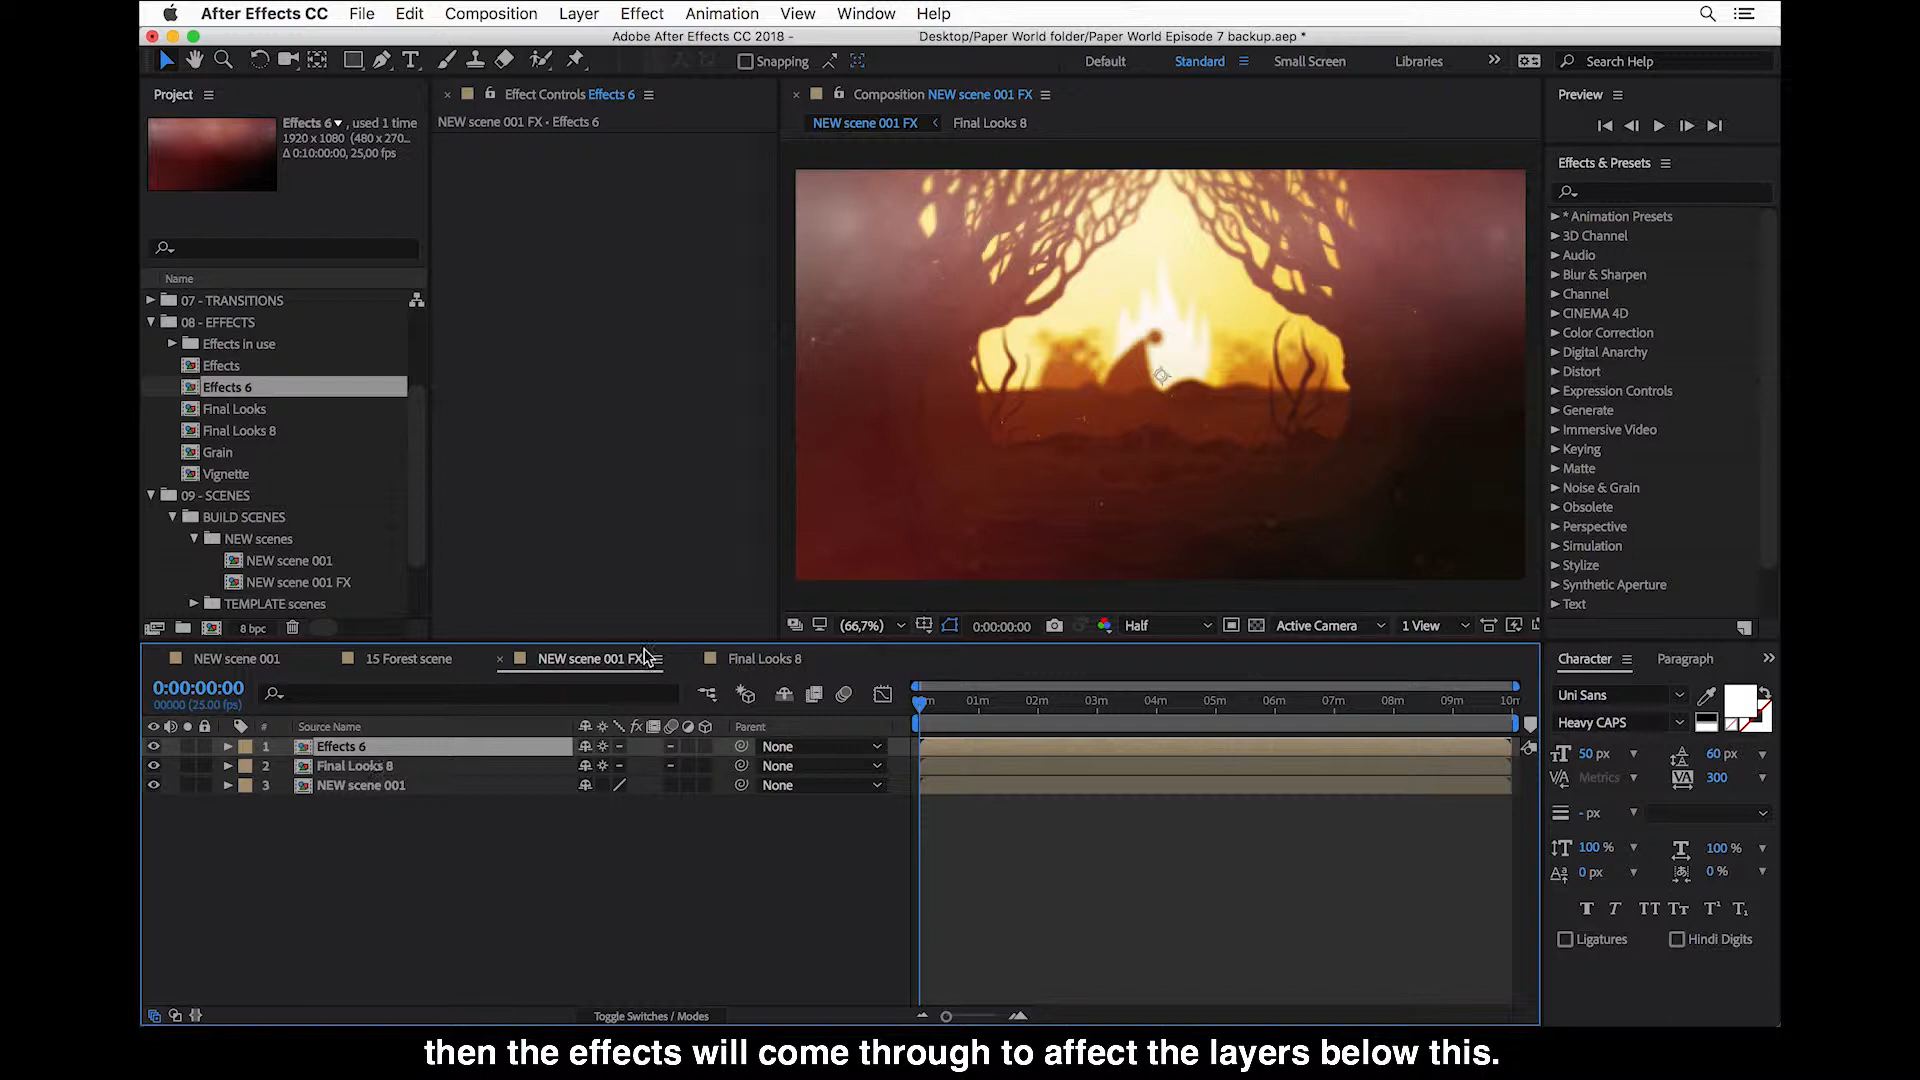 After Effects CC File Edit Composition Layer Effect Animation View Window Help
Adobe After Effects CC 2018 - Desktop/Paper World folder/Paper World Episode 7 backup.aep *
T Snapping Default Standard Small Screen Libraries Search Help
Project
Effects 6 , used 1 time
1920 x 1080 (480 x 270...
Δ 0:10:00:00, 25,00 fps
Name
07 - TRANSITIONS
08 - EFFECTS
Effects in use
Effects
Effects 6
Final Looks
Final Looks 8
Grain
Vignette
09 - SCENES
BUILD SCENES
NEW scenes
NEW scene 001
NEW scene 001 FX
TEMPLATE scenes
8 bpc
Effect Controls Effects 6
NEW scene 001 FX • Effects 6
Composition NEW scene 001 FX
NEW scene 001 FX Final Looks 8
(66,7%) 0:00:00:00 Half Active Camera 1 View
Preview
Effects & Presets
* Animation Presets
3D Channel
Audio
Blur & Sharpen
Channel
CINEMA 4D
Color Correction
Digital Anarchy
Distort
Expression Controls
Generate
Immersive Video
Keying
Matte
Noise & Grain
Obsolete
Perspective
Simulation
Stylize
Synthetic Aperture
Text
NEW scene 001 15 Forest scene NEW scene 001 FX Final Looks 8
0:00:00:00
00000 (25.00 fps)
01m 02m 03m 04m 05m 06m 07m 08m 09m 10m
# Source Name fx Parent
1 Effects 6 None
2 Final Looks 8 None
3 NEW scene 001 None
Toggle Switches / Modes
Character Paragraph
Uni Sans
Heavy CAPS
50 px 60 px
Metrics 300
- px
100 % 100 %
0 px 0 %
T T TT Tт T¹ T₁
Ligatures Hindi Digits
then the effects will come through to affect the layers below this.